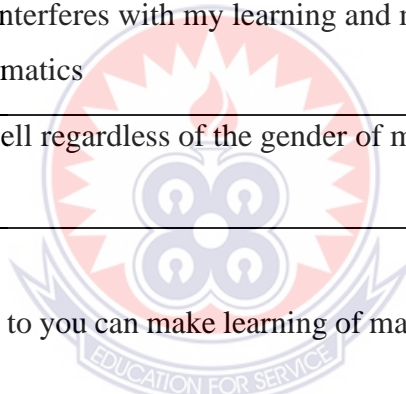 nterferes with my learning and
matics
ell regardless of the gender of
to you can make learning of
EDUCATION FOR SERVICE